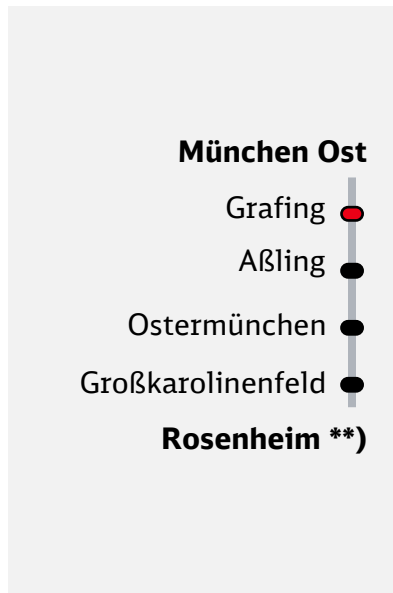 München Ost
Grafing
Aßling
Ostermünchen
Großkarolinenfeld
Rosenheim **)